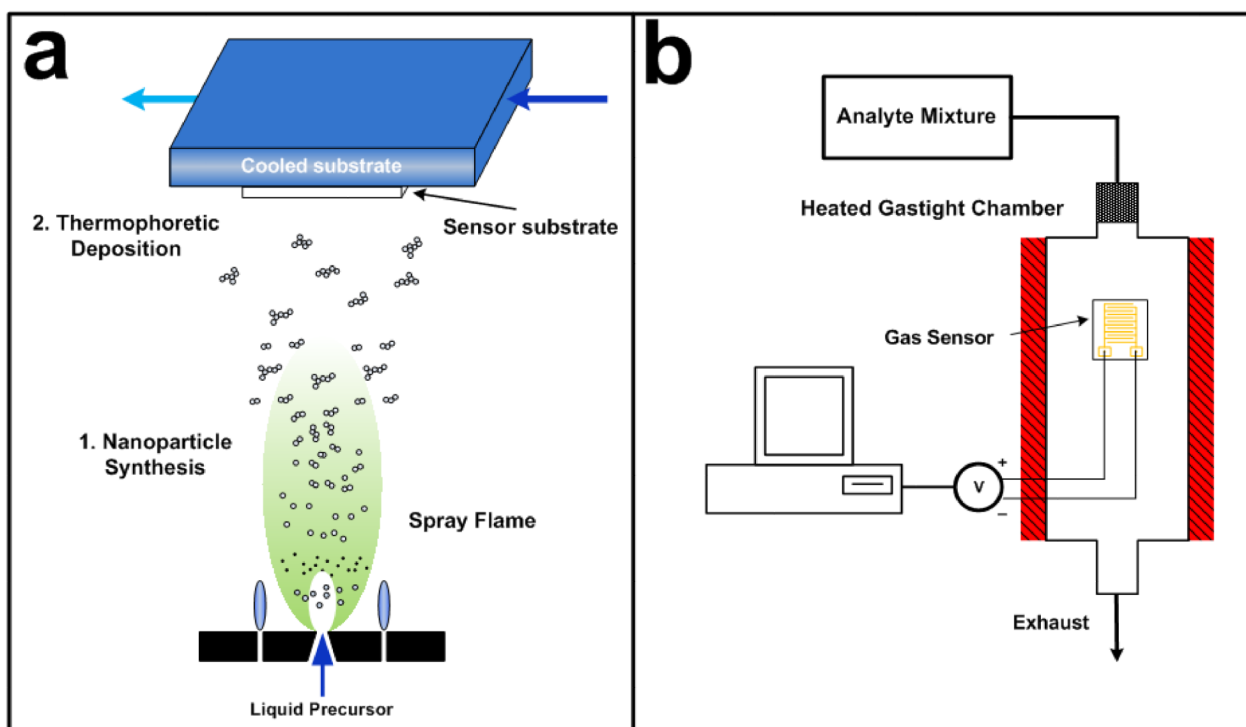 a
Cooled substrate
2. Thermophoretic
Deposition
Sensor substrate
1. Nanoparticle
Synthesis
Spray Flame
Liquid Precursor
b
Analyte Mixture
Heated Gastight Chamber
Gas Sensor
+
V
–
Exhaust